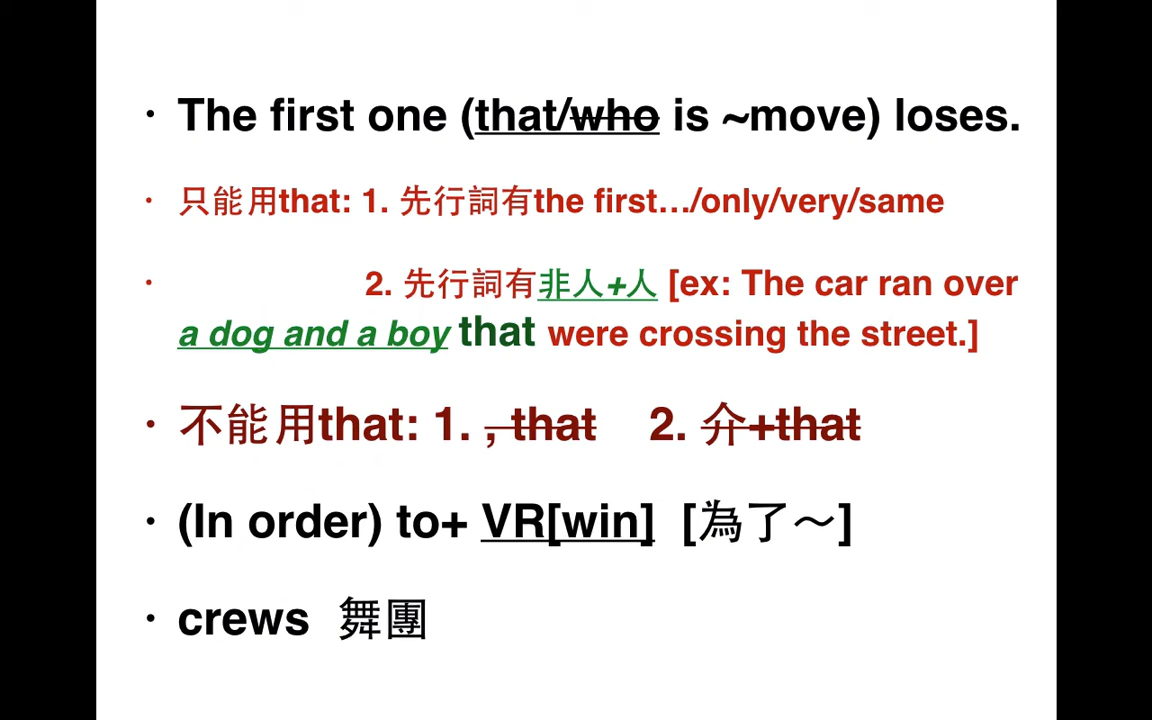 • The first one (that/who is ~move) loses.
• 只能用that: 1. 先行詞有the first…/only/very/same
• 2. 先行詞有非人+人 [ex: The car ran over
a dog and a boy that were crossing the street.]
• 不能用that: 1. , that 2. 介+that
• (In order) to+ VR[win] [為了～]
• crews 舞團